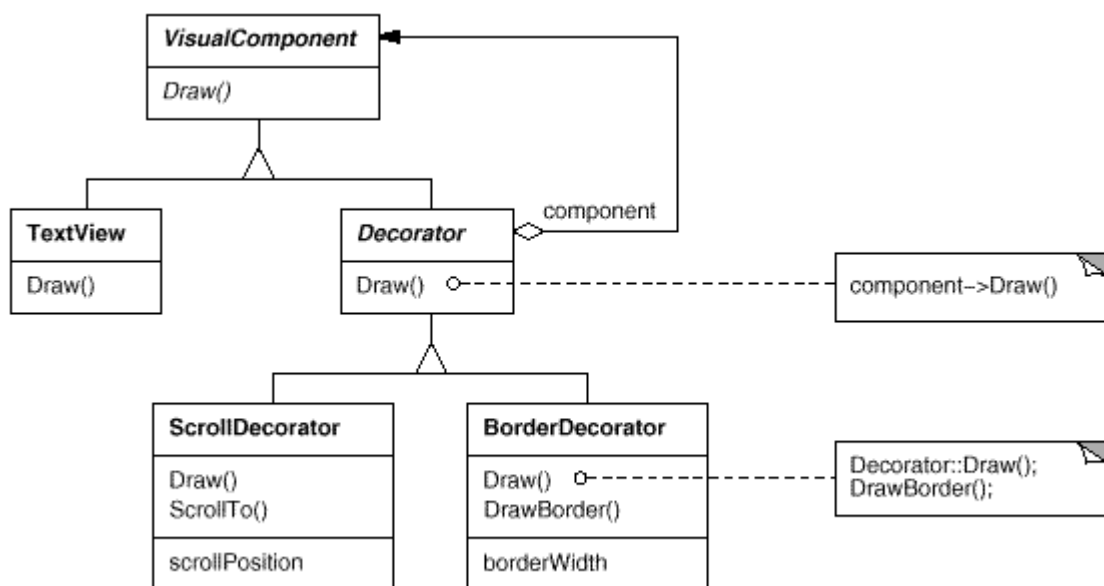 VisualComponent
Draw()
TextView
Draw()
Decorator
Draw()
component
component->Draw()
ScrollDecorator
Draw()
ScrollTo()
scrollPosition
BorderDecorator
Draw()
DrawBorder()
borderWidth
Decorator::Draw();
DrawBorder();